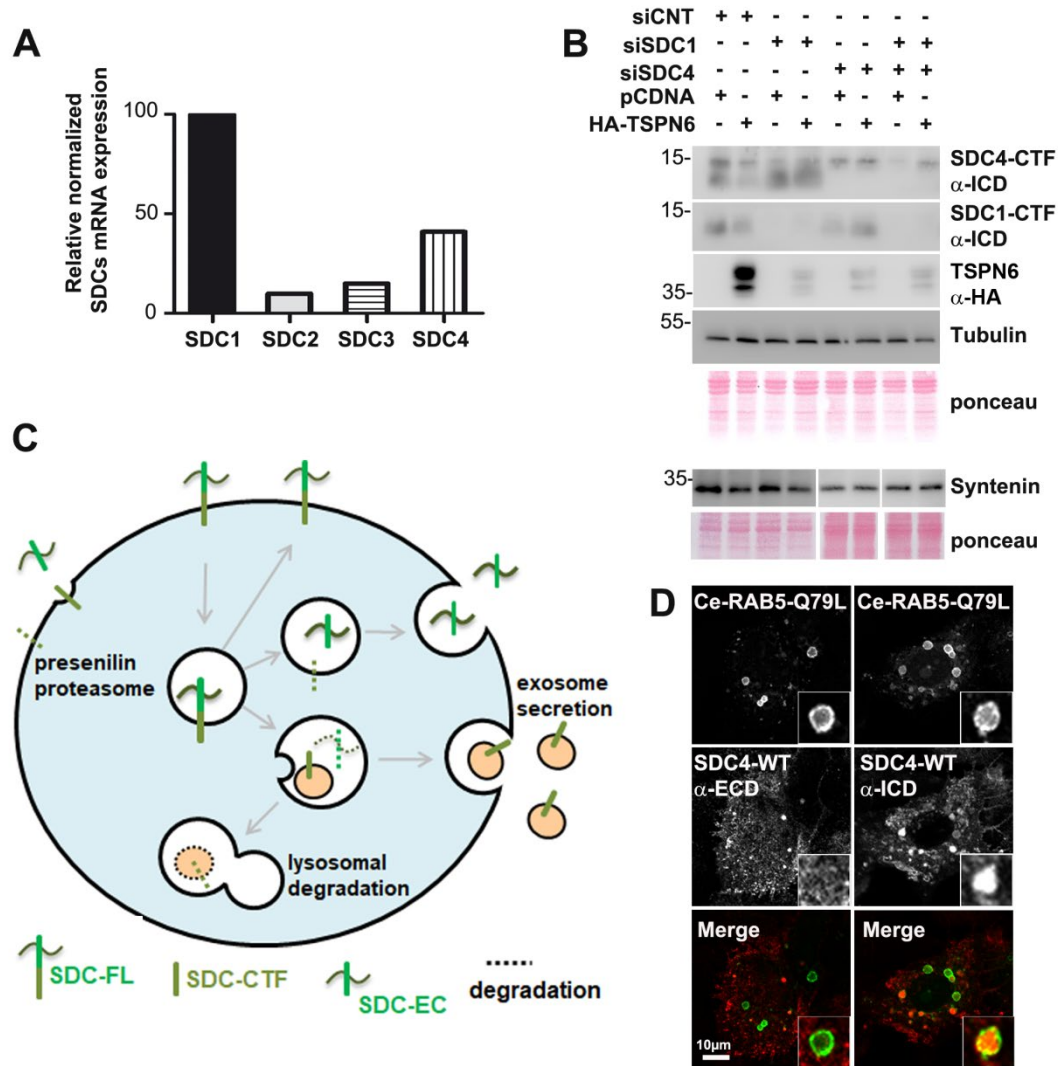 A
Relative normalized
SDCs mRNA expression
100
50
0
SDC1 SDC2 SDC3 SDC4
B
siCNT + + - - - - - -
siSDC1 - - + + - - + +
siSDC4 - - - - + + + +
pCDNA + - + - + - + -
HA-TSPN6 - + - + - + - +
15- SDC4-CTF
α-ICD
15- SDC1-CTF
α-ICD
TSPN6
35- α-HA
55- Tubulin
ponceau
35- Syntenin
ponceau
C
presenilin
proteasome
exosome
secretion
lysosomal
degradation
SDC-FL
SDC-CTF
SDC-EC
degradation
D
Ce-RAB5-Q79L Ce-RAB5-Q79L
SDC4-WT SDC4-WT
α-ECD α-ICD
Merge Merge
10μm